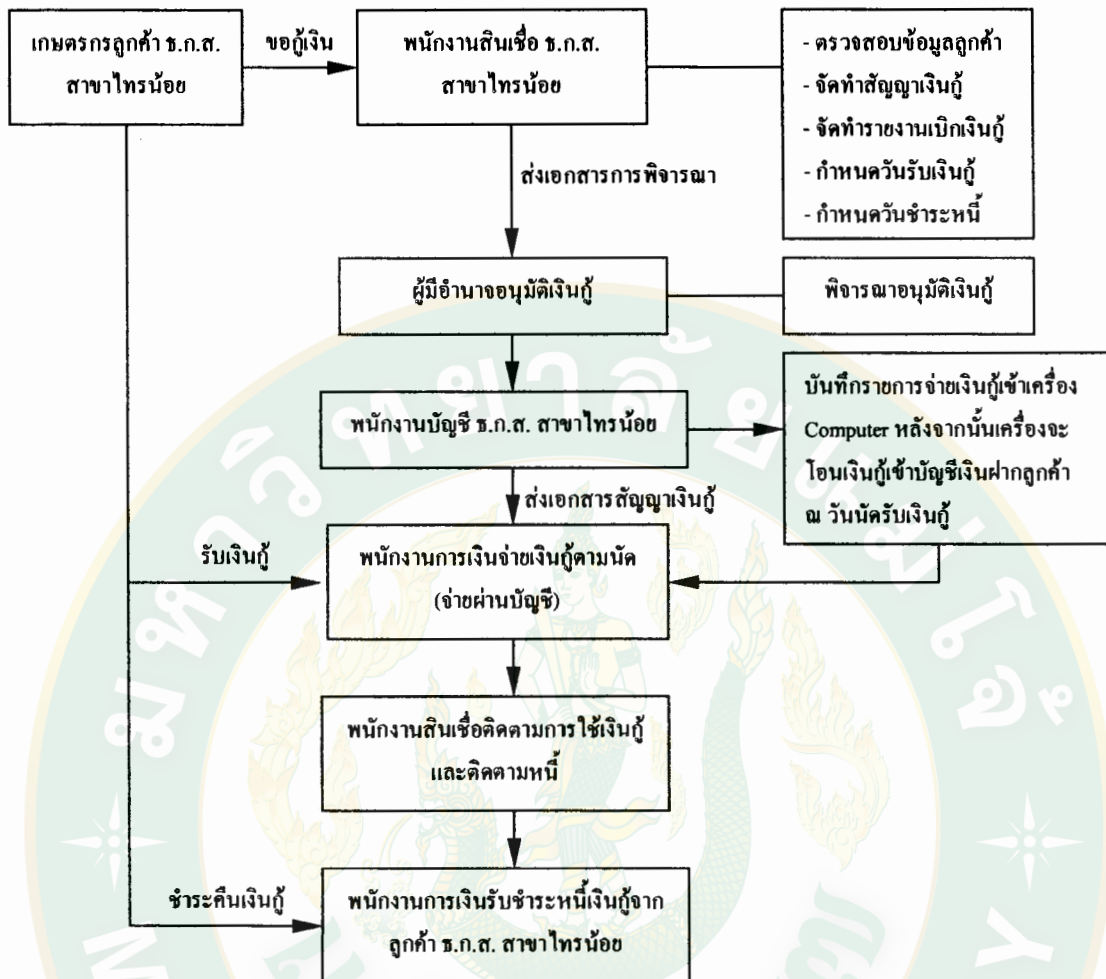 เกษตรกรลูกค้า ธ.ก.ส.
สาขาไทรน้อย
ขอกู้เงิน
พนักงานสินเชื่อ ธ.ก.ส.
สาขาไทรน้อย
- ตรวจสอบข้อมูลลูกค้า
- จัดทำสัญญาเงินกู้
- จัดทำรายงานเบิกเงินกู้
- กำหนดวันรับเงินกู้
- กำหนดวันชำระหนี้
ส่งเอกสารการพิจารณา
ผู้มีอำนาจอนุมัติเงินกู้
พิจารณาอนุมัติเงินกู้
พนักงานบัญชี ธ.ก.ส. สาขาไทรน้อย
บันทึกรายการจ่ายเงินกู้เข้าเครื่อง
Computer หลังจากนั้นเครื่องจะ
โอนเงินกู้เข้าบัญชีเงินฝากลูกค้า
ณ วันนัดรับเงินกู้
ส่งเอกสารสัญญาเงินกู้
รับเงินกู้
พนักงานการเงินจ่ายเงินกู้ตามนัด
(จ่ายผ่านบัญชี)
พนักงานสินเชื่อติดตามการใช้เงินกู้
และติดตามหนี้
ชำระคืนเงินกู้
พนักงานการเงินรับชำระหนี้เงินกู้จาก
ลูกค้า ธ.ก.ส. สาขาไทรน้อย
มหาวิทยาลัยแม่โจ้